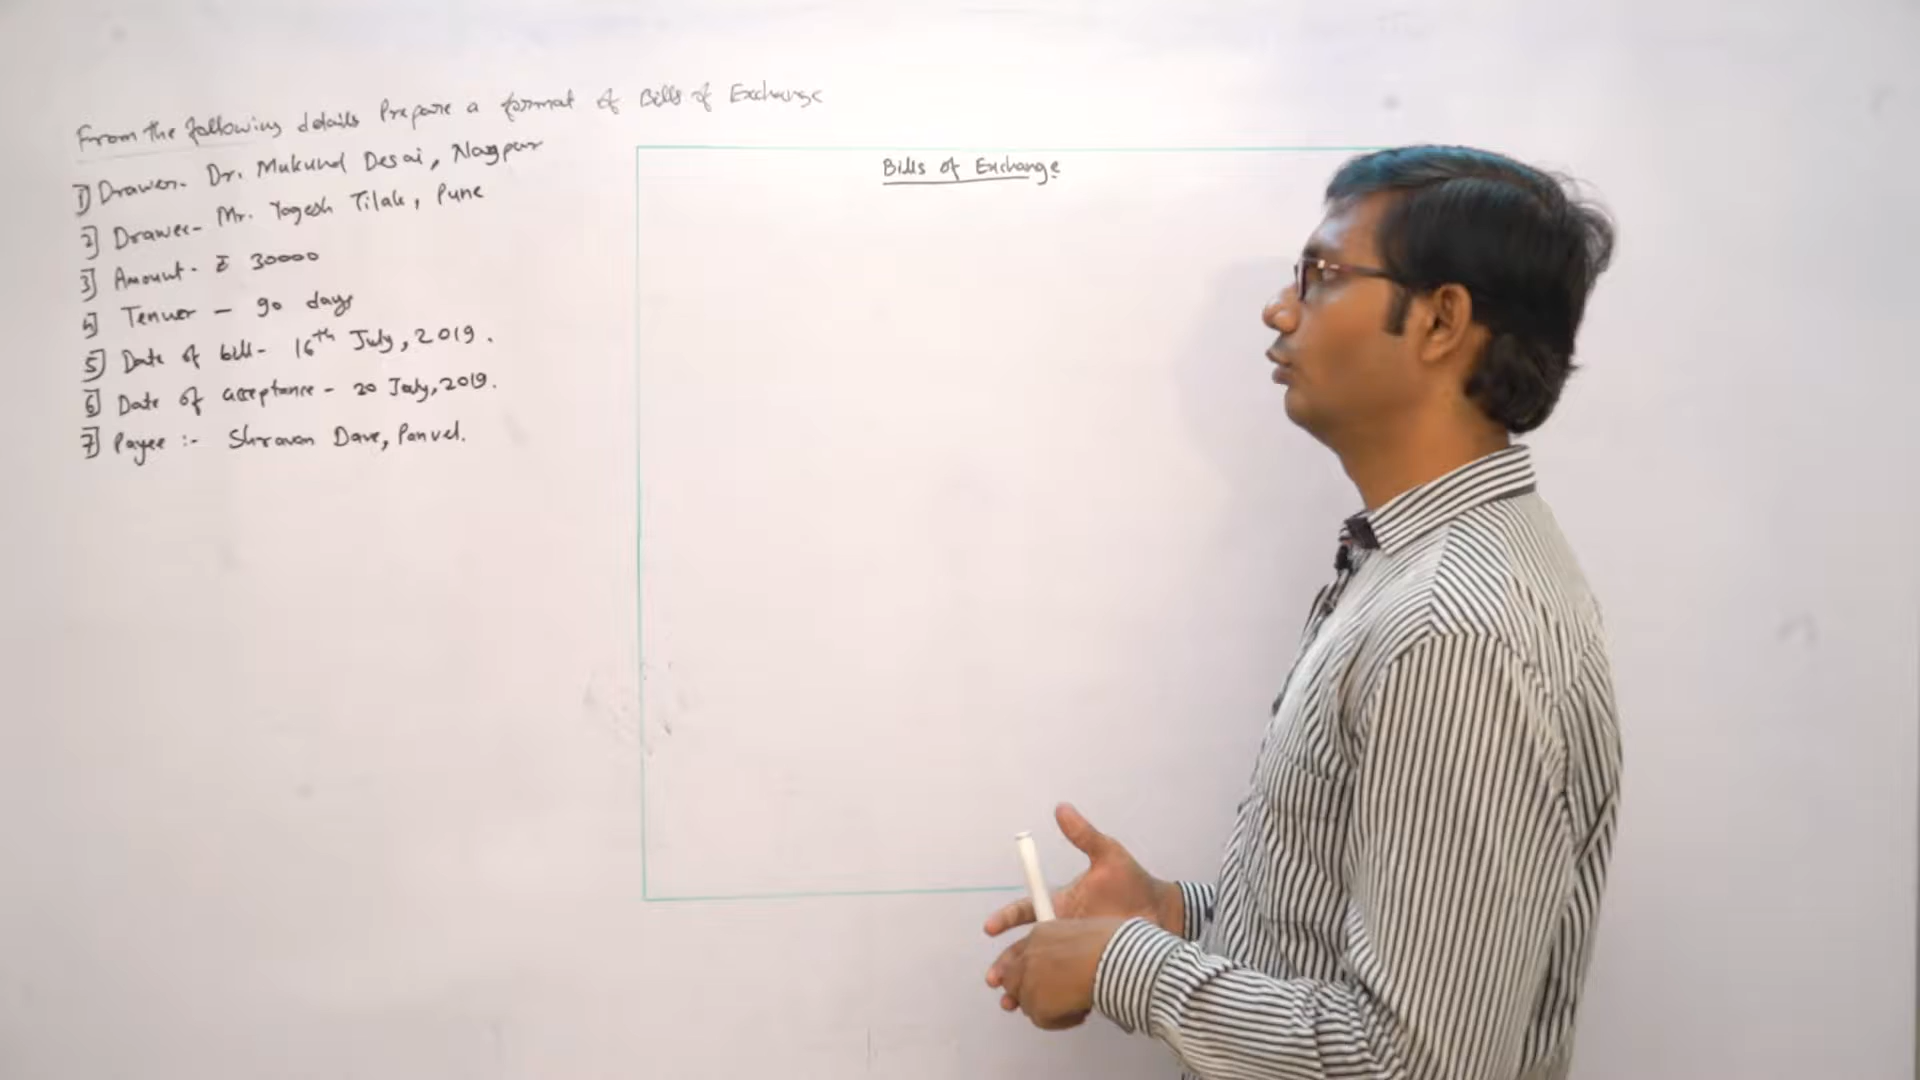 From the following details Prepare a format of Bills of Exchange
1] Drawer- Dr. Mukund Desai, Nagpur
2] Drawee- Mr. Yogesh Tilak, Pune
3] Amount- ₹ 30000
4] Tenuer - 90 days
5] Date of bill- 16th July, 2019.
6] Date of acceptance - 20 July, 2019.
7] Payee :- Shravan Dave, Panvel.
Bills of Exchange